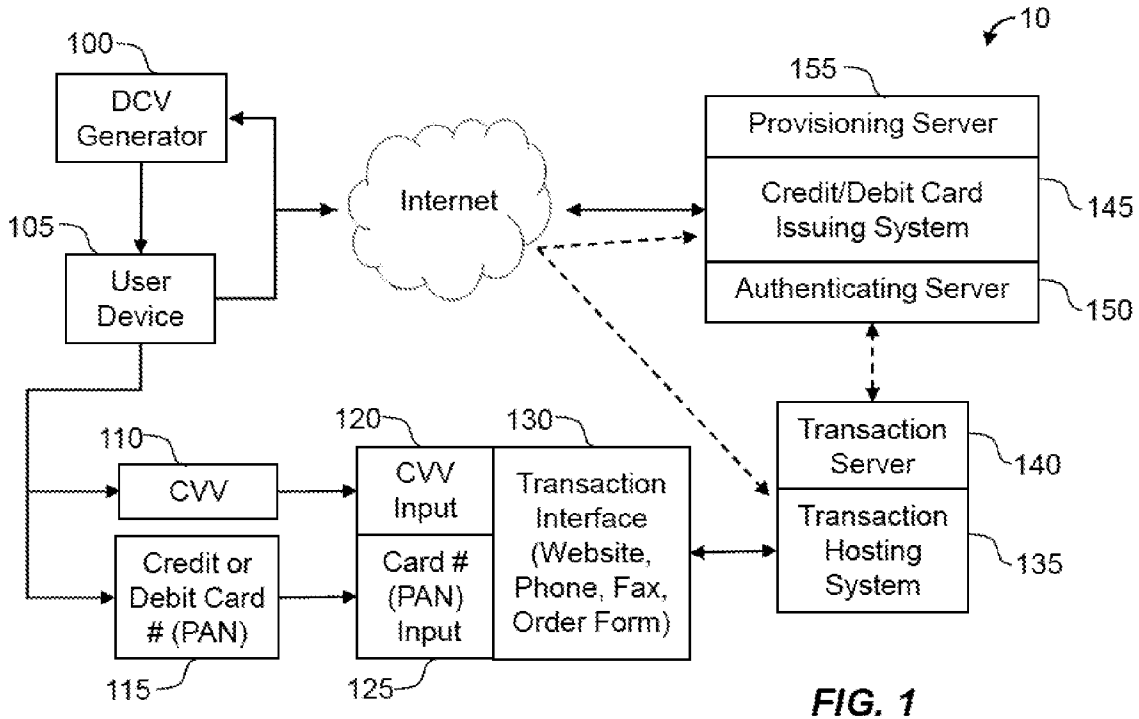 10
100
DCV
Generator
155
Provisioning Server
Internet
Credit/Debit Card
Issuing System
145
105
User
Device
Authenticating Server
150
110
CVV
120
CVV
Input
130
Transaction
Interface
(Website,
Phone, Fax,
Order Form)
Transaction
Server
140
Transaction
Hosting
System
135
Credit or
Debit Card
# (PAN)
115
Card #
(PAN)
Input
125
FIG. 1